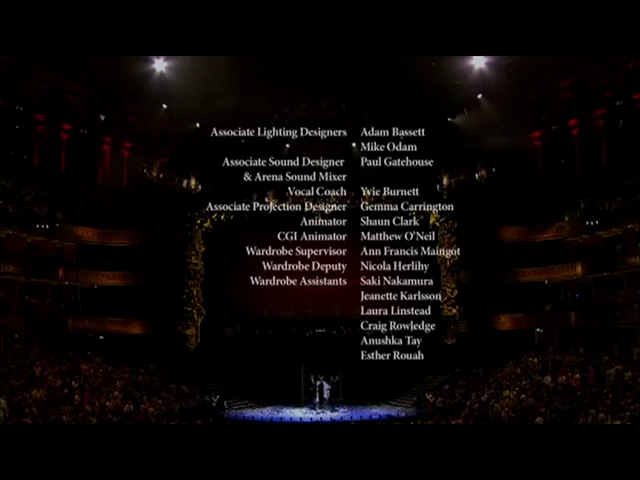 Associate Lighting Designers Adam Bassett
Mike Odam
Associate Sound Designer Paul Gatehouse
& Arena Sound Mixer
Vocal Coach Yvie Burnett
Associate Projection Designer Gemma Carrington
Animator Shaun Clark
CGI Animator Matthew O'Neil
Wardrobe Supervisor Ann Francis Maingot
Wardrobe Deputy Nicola Herlihy
Wardrobe Assistants Saki Nakamura
Jeanette Karlsson
Laura Linstead
Craig Rowledge
Anushka Tay
Esther Rouah